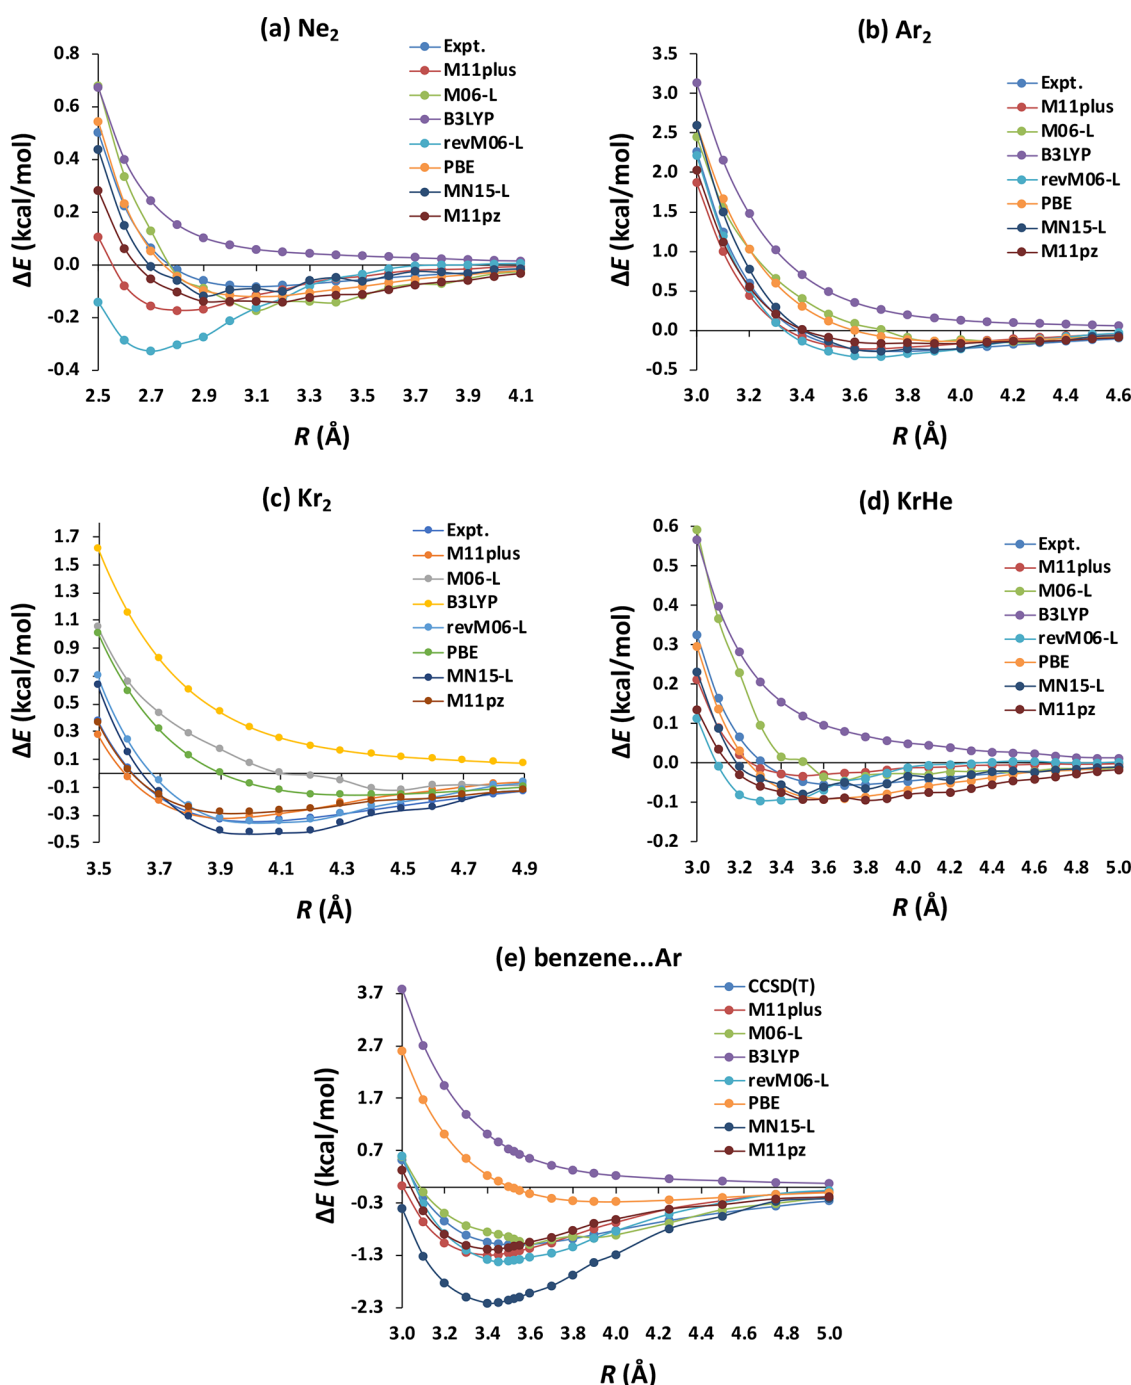 (a) Ne2
0.8
0.6
0.4
0.2
0.0
-0.2
-0.4
ΔE (kcal/mol)
2.5 2.7 2.9 3.1 3.3 3.5 3.7 3.9 4.1
R (Å)
Expt.
M11plus
M06-L
B3LYP
revM06-L
PBE
MN15-L
M11pz
(b) Ar2
3.5
3.0
2.5
2.0
1.5
1.0
0.5
0.0
-0.5
ΔE (kcal/mol)
3.0 3.2 3.4 3.6 3.8 4.0 4.2 4.4 4.6
R (Å)
Expt.
M11plus
M06-L
B3LYP
revM06-L
PBE
MN15-L
M11pz
(c) Kr2
1.7
1.5
1.3
1.1
0.9
0.7
0.5
0.3
0.1
-0.1
-0.3
-0.5
ΔE (kcal/mol)
3.5 3.7 3.9 4.1 4.3 4.5 4.7 4.9
R (Å)
Expt.
M11plus
M06-L
B3LYP
revM06-L
PBE
MN15-L
M11pz
(d) KrHe
0.6
0.5
0.4
0.3
0.2
0.1
0.0
-0.1
-0.2
ΔE (kcal/mol)
3.0 3.2 3.4 3.6 3.8 4.0 4.2 4.4 4.6 4.8 5.0
R (Å)
Expt.
M11plus
M06-L
B3LYP
revM06-L
PBE
MN15-L
M11pz
(e) benzene...Ar
3.7
2.7
1.7
0.7
-0.3
-1.3
-2.3
ΔE (kcal/mol)
3.0 3.2 3.4 3.6 3.8 4.0 4.2 4.4 4.6 4.8 5.0
R (Å)
CCSD(T)
M11plus
M06-L
B3LYP
revM06-L
PBE
MN15-L
M11pz